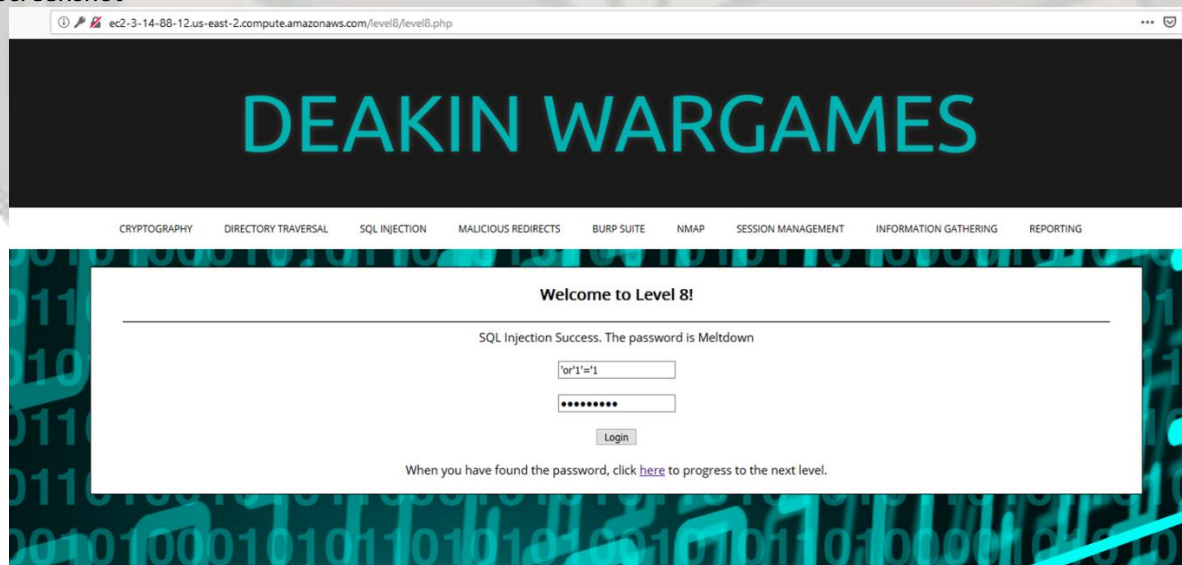 ec2-3-14-88-12.us-east-2.compute.amazonaws.com/level8/level8.php
DEAKIN WARGAMES
CRYPTOGRAPHY DIRECTORY TRAVERSAL SQL INJECTION MALICIOUS REDIRECTS BURP SUITE NMAP SESSION MANAGEMENT INFORMATION GATHERING REPORTING
Welcome to Level 8!
SQL Injection Success. The password is Meltdown
'or'1'='1
•••••••••
Login
When you have found the password, click here to progress to the next level.